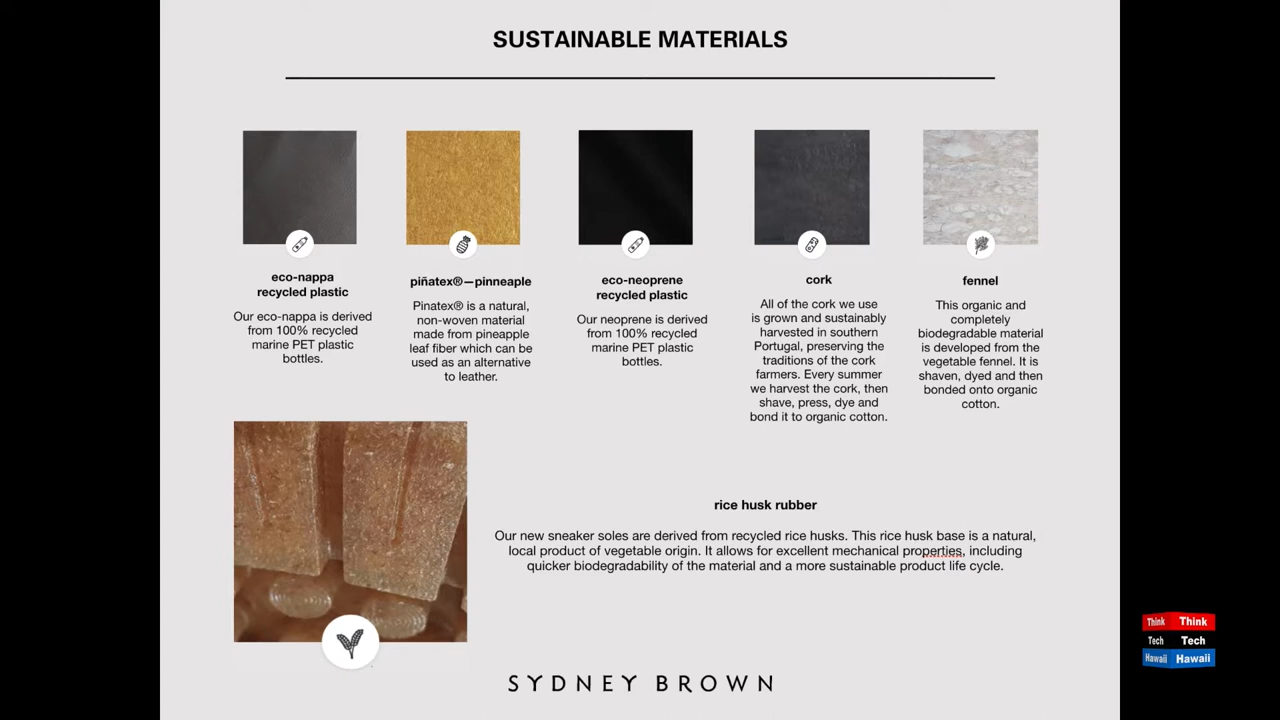 SUSTAINABLE MATERIALS
eco-nappa
recycled plastic
Our eco-nappa is derived
from 100% recycled
marine PET plastic
bottles.
piñatex®—pinneaple
Pinatex® is a natural,
non-woven material
made from pineapple
leaf fiber which can be
used as an alternative
to leather.
eco-neoprene
recycled plastic
Our neoprene is derived
from 100% recycled
marine PET plastic
bottles.
cork
All of the cork we use
is grown and sustainably
harvested in southern
Portugal, preserving the
traditions of the cork
farmers. Every summer
we harvest the cork, then
shave, press, dye and
bond it to organic cotton.
fennel
This organic and
completely
biodegradable material
is developed from the
vegetable fennel. It is
shaven, dyed and then
bonded onto organic
cotton.
rice husk rubber
Our new sneaker soles are derived from recycled rice husks. This rice husk base is a natural,
local product of vegetable origin. It allows for excellent mechanical properties, including
quicker biodegradability of the material and a more sustainable product life cycle.
SYDNEY BROWN
Think Think
Tech Tech
Hawaii Hawaii